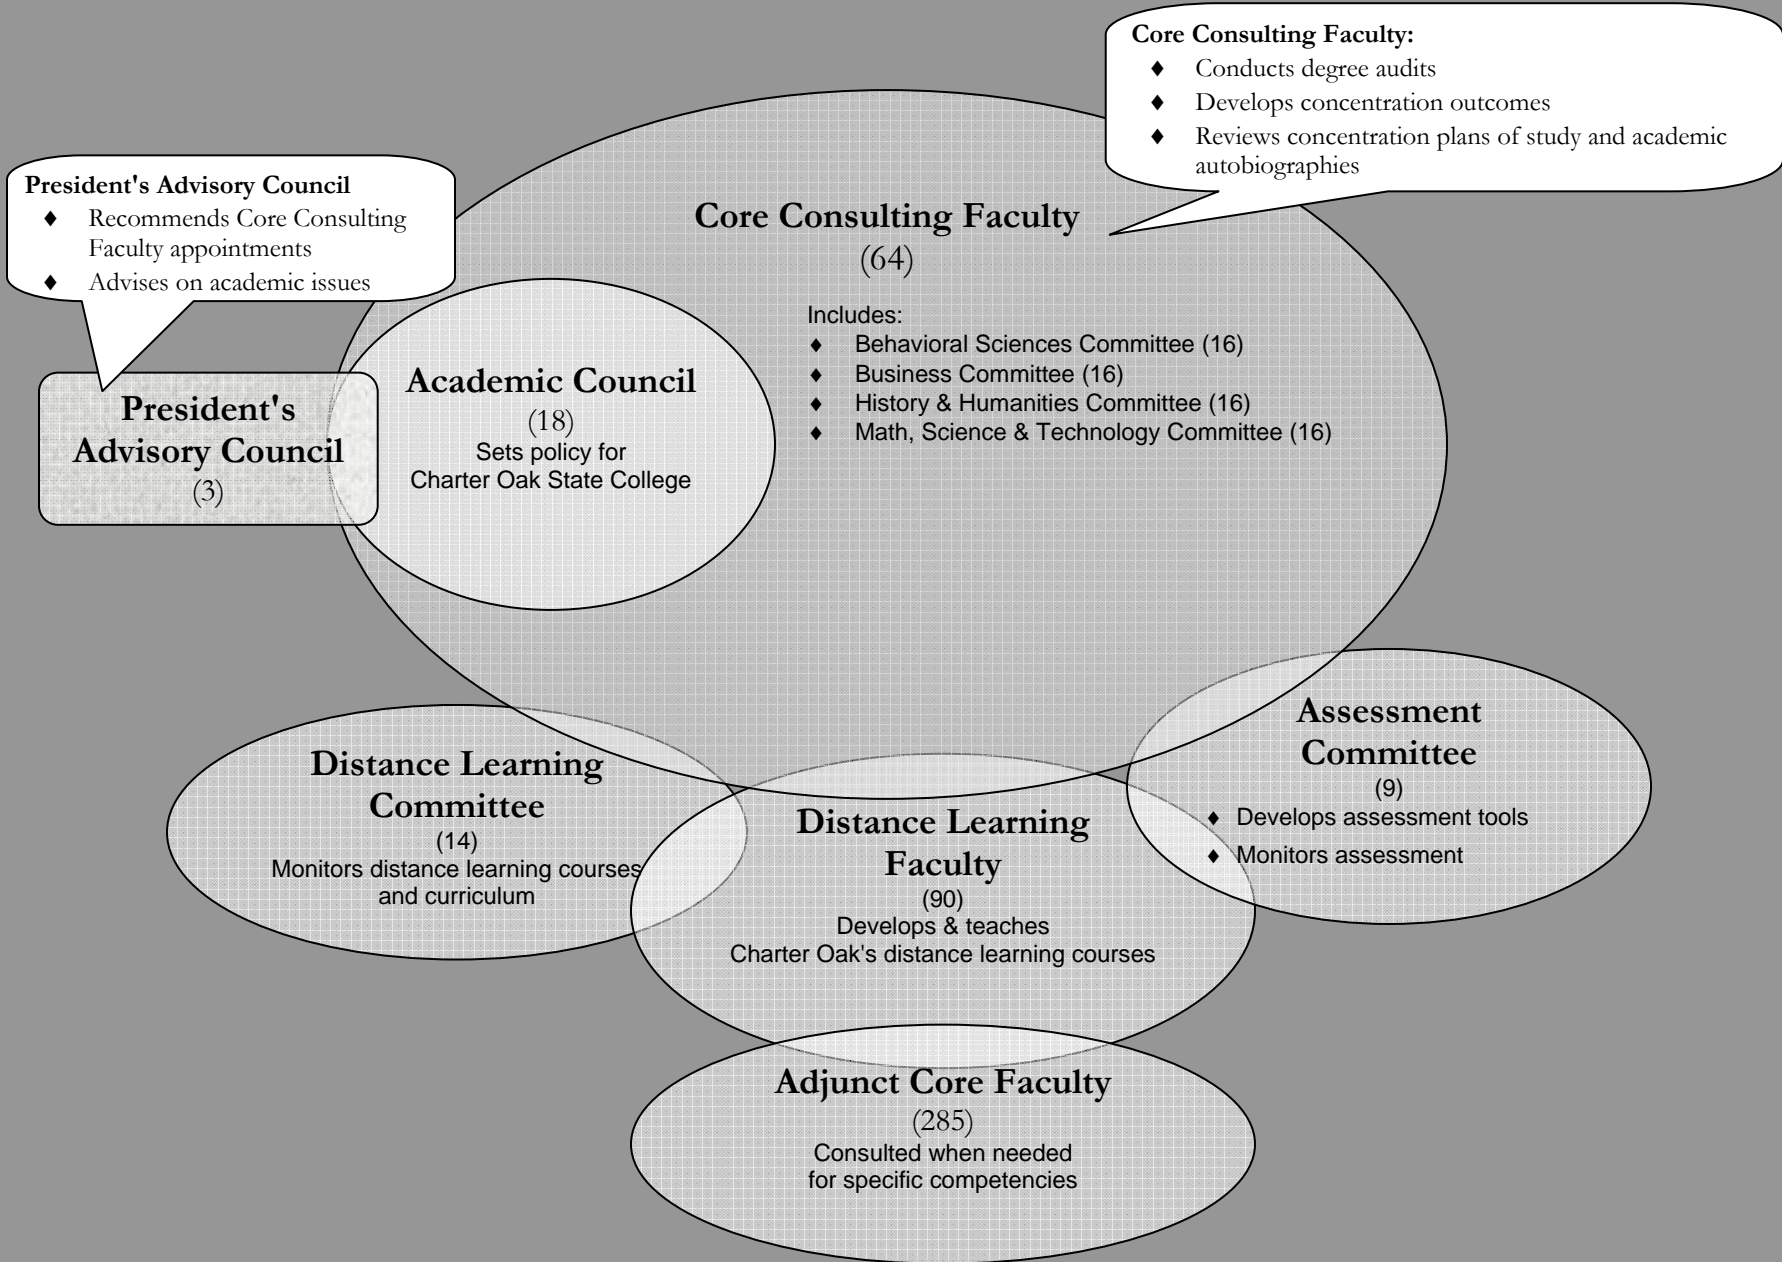 Core Consulting Faculty:
♦ Conducts degree audits
♦ Develops concentration outcomes
♦ Reviews concentration plans of study and academic
autobiographies
President's Advisory Council
♦ Recommends Core Consulting
Faculty appointments
♦ Advises on academic issues
Core Consulting Faculty
(64)
Includes:
♦ Behavioral Sciences Committee (16)
♦ Business Committee (16)
♦ History & Humanities Committee (16)
♦ Math, Science & Technology Committee (16)
Academic Council
(18)
Sets policy for
Charter Oak State College
President's
Advisory Council
(3)
Assessment
Committee
(9)
♦ Develops assessment tools
♦ Monitors assessment
Distance Learning
Committee
(14)
Monitors distance learning courses
and curriculum
Distance Learning
Faculty
(90)
Develops & teaches
Charter Oak's distance learning courses
Adjunct Core Faculty
(285)
Consulted when needed
for specific competencies